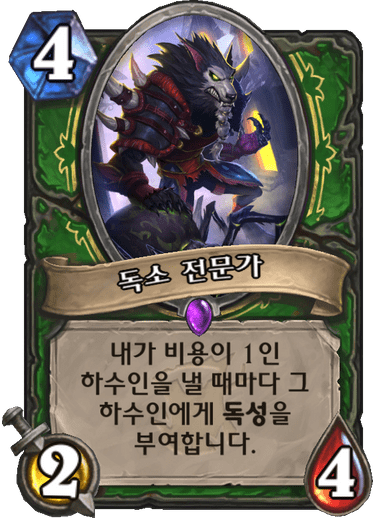 4
독소 전문가
내가 비용이 1인
하수인을 낼 때마다 그
하수인에게 독성을
부여합니다.
2
4